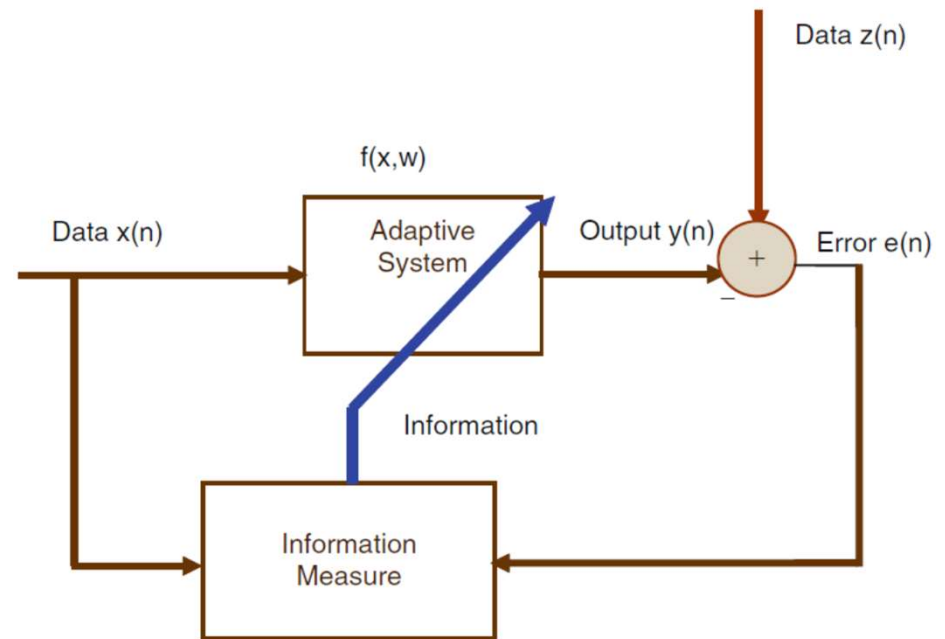 Data z(n)
f(x,w)
Data x(n)
Adaptive
System
Output y(n)
+
Error e(n)
–
Information
Information
Measure